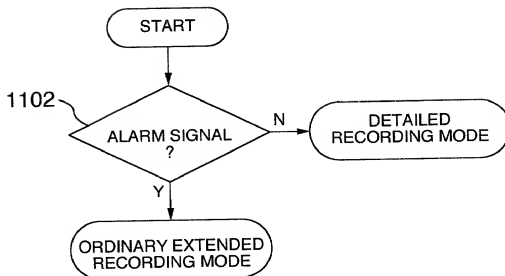 START
1102
ALARM SIGNAL
?
N
DETAILED
RECORDING MODE
Y
ORDINARY EXTENDED
RECORDING MODE